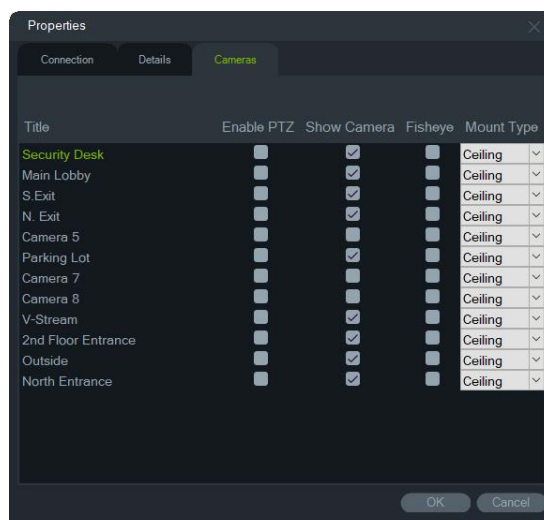 Properties
Connection Details Cameras
Title Enable PTZ Show Camera Fisheye Mount Type
Security Desk Ceiling
Main Lobby Ceiling
S.Exit Ceiling
N. Exit Ceiling
Camera 5 Ceiling
Parking Lot Ceiling
Camera 7 Ceiling
Camera 8 Ceiling
V-Stream Ceiling
2nd Floor Entrance Ceiling
Outside Ceiling
North Entrance Ceiling
OK Cancel